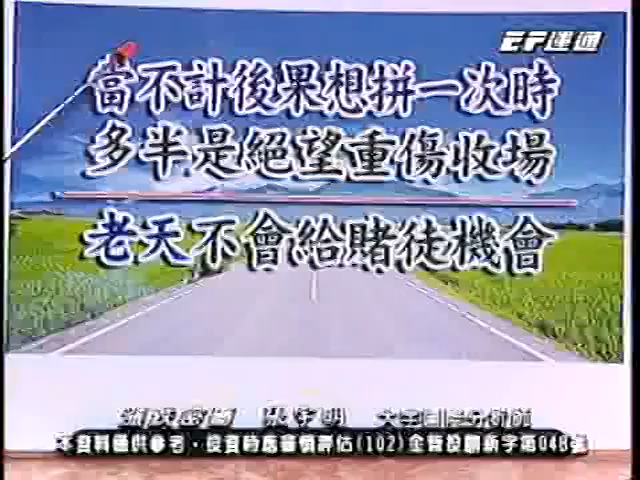 EF運通
當不計後果想拼一次時
多半是絕望重傷收場
老天不會給賭徒機會
張宇明
本資料僅供參考，投資時應審慎評估(102)金管投顧新字第048號